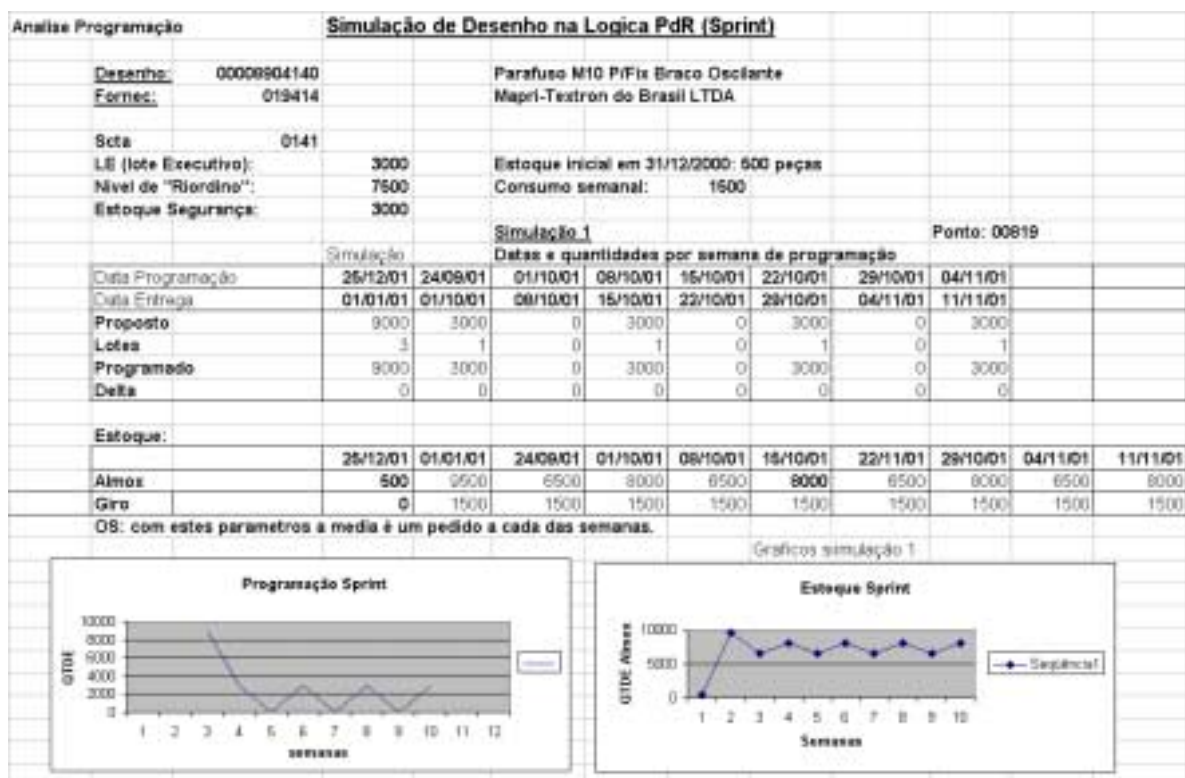 Analise Programação Simulação de Desenho na Logica PdR (Sprint)
Desenho: 00008904140 Parafuso M10 P/Fix Braco Oscilante
Fornec: 019414 Mapri-Textron do Brasil LTDA
Scta 0141
LE (lote Executivo): 3000 Estoque inicial em 31/12/2000: 500 peças
Nivel de "Riordino": 7500 Consumo semanal: 1500
Estoque Segurança: 3000
Simulação 1 Ponto: 00819
Simulação Datas e quantidades por semana de programação
Data Programação 25/12/01 24/09/01 01/10/01 08/10/01 15/10/01 22/10/01 29/10/01 04/11/01
Data Entrega 01/01/01 01/10/01 08/10/01 15/10/01 22/10/01 29/10/01 04/11/01 11/11/01
Proposto 9000 3000 0 3000 0 3000 0 3000
Lotes 3 1 0 1 0 1 0 1
Programado 9000 3000 0 3000 0 3000 0 3000
Delta 0 0 0 0 0 0 0 0
Estoque:
25/12/01 01/01/01 24/09/01 01/10/01 08/10/01 15/10/01 22/11/01 29/10/01 04/11/01 11/11/01
Almox 500 9500 6500 8000 6500 8000 6500 8000 6500 8000
Giro 0 1500 1500 1500 1500 1500 1500 1500 1500 1500
OS: com estes parametros a media é um pedido a cada das semanas.
Graficos simulação 1
Programação Sprint
QTDE
10000
8000
6000
4000
2000
0
1 2 3 4 5 6 7 8 9 10 11 12
semanas
Estoque Sprint
QTDE Almox
10000
5000
0
1 2 3 4 5 6 7 8 9 10
Semanas
Seqüência1